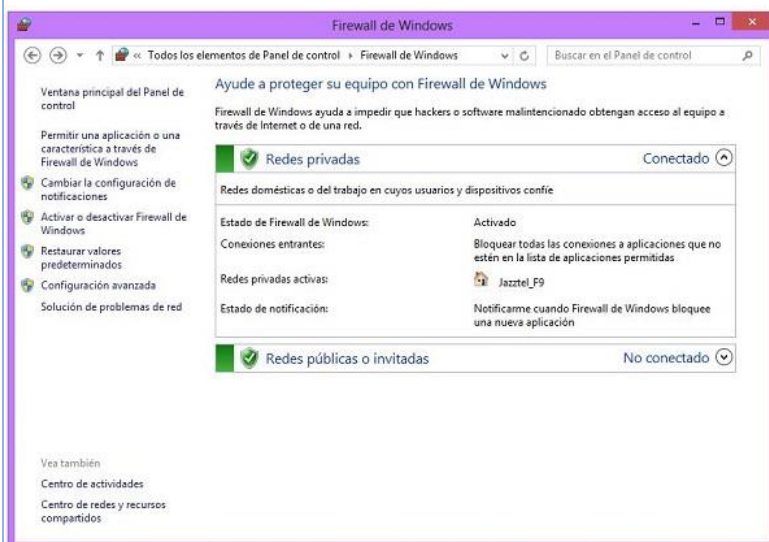 Firewall de Windows
« Todos los elementos de Panel de control ▸ Firewall de Windows
Buscar en el Panel de control
Ventana principal del Panel de
control
Permitir una aplicación o una
característica a través de
Firewall de Windows
Cambiar la configuración de
notificaciones
Activar o desactivar Firewall de
Windows
Restaurar valores
predeterminados
Configuración avanzada
Solución de problemas de red
Vea también
Centro de actividades
Centro de redes y recursos
compartidos
Ayude a proteger su equipo con Firewall de Windows
Firewall de Windows ayuda a impedir que hackers o software malintencionado obtengan acceso al equipo a
través de Internet o de una red.
Redes privadas Conectado
Redes domésticas o del trabajo en cuyos usuarios y dispositivos confíe
Estado de Firewall de Windows: Activado
Conexiones entrantes: Bloquear todas las conexiones a aplicaciones que no
estén en la lista de aplicaciones permitidas
Redes privadas activas: Jazztel_F9
Estado de notificación: Notificarme cuando Firewall de Windows bloquee
una nueva aplicación
Redes públicas o invitadas No conectado